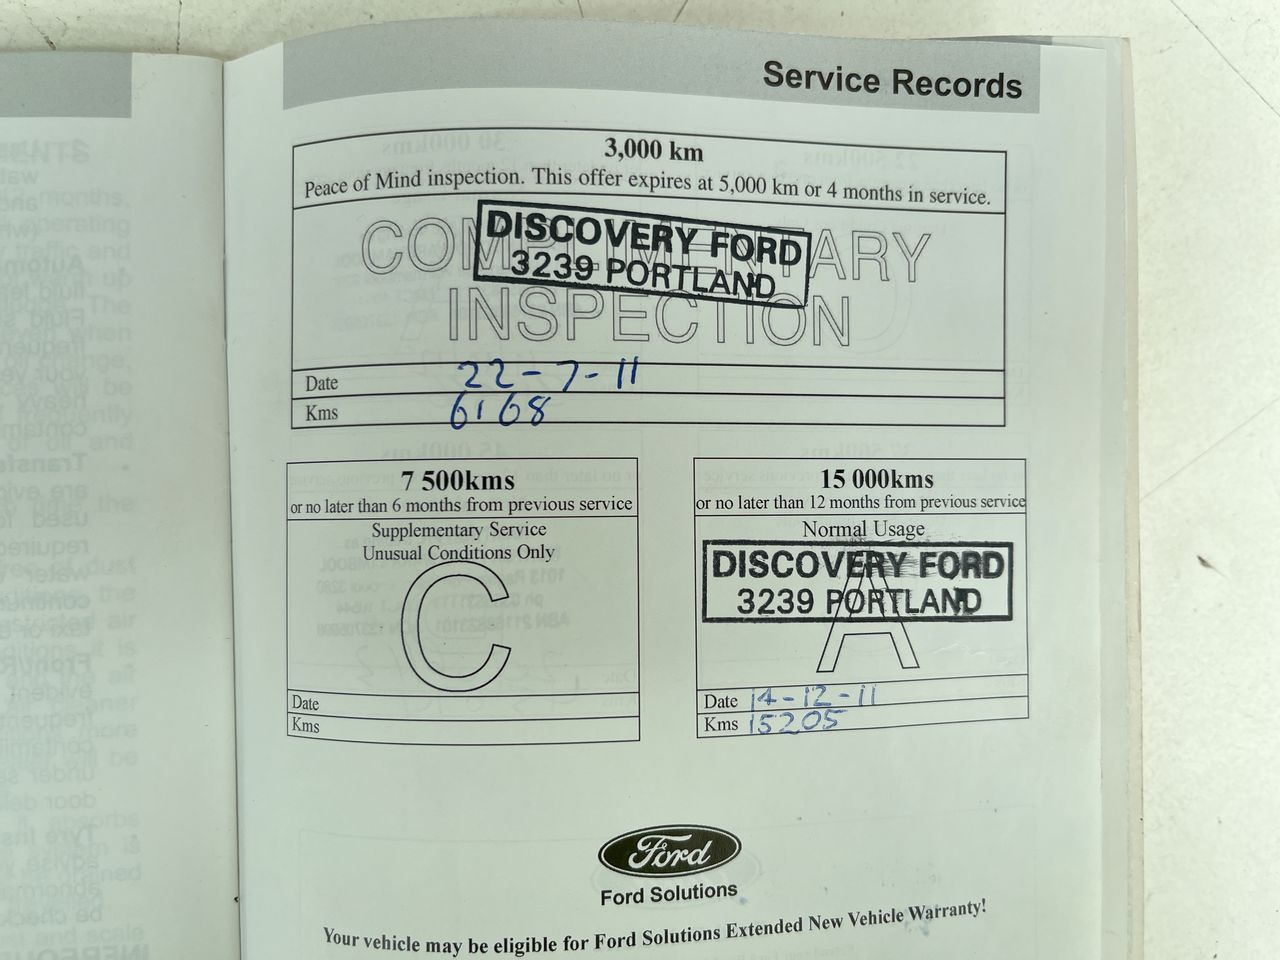 Service Records
3,000 km
Peace of Mind inspection. This offer expires at 5,000 km or 4 months in service.
COMPLIMENTARY
DISCOVERY FORD
3239 PORTLAND
INSPECTION
Date 22-7-11
Kms 6168
7 500kms
or no later than 6 months from previous service
Supplementary Service
Unusual Conditions Only
C
Date
Kms
15 000kms
or no later than 12 months from previous service
Normal Usage
DISCOVERY FORD
3239 PORTLAND
A
Date 14-12-11
Kms 15205
Ford
Ford Solutions
Your vehicle may be eligible for Ford Solutions Extended New Vehicle Warranty!